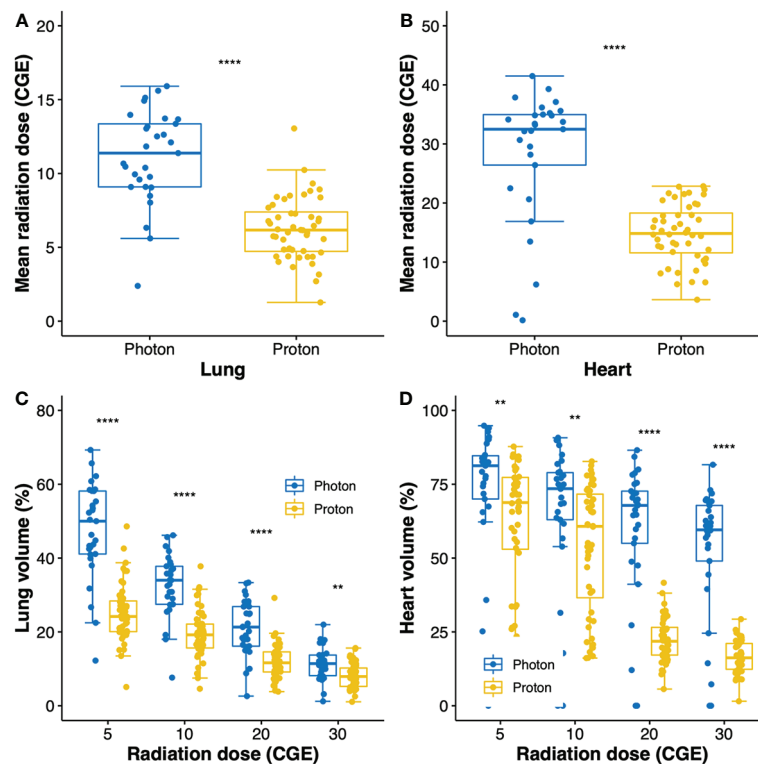 A
20
15
10
5
0
Mean radiation dose (CGE)
****
Photon
Proton
Lung
B
50
40
30
20
10
0
Mean radiation dose (CGE)
****
Photon
Proton
Heart
C
80
60
40
20
0
Lung volume (%)
****
****
****
**
Photon
Proton
5
10
20
30
Radiation dose (CGE)
D
100
75
50
25
0
Heart volume (%)
**
**
****
****
Photon
Proton
5
10
20
30
Radiation dose (CGE)